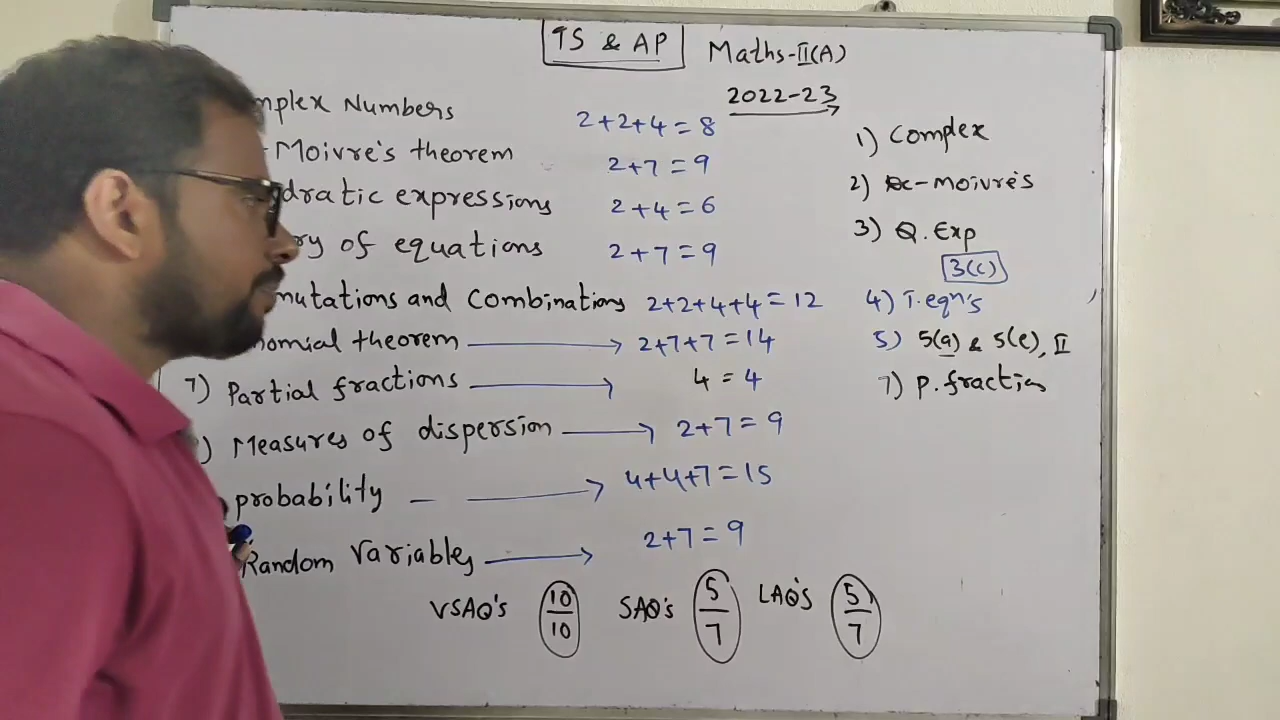 TS & AP Maths-II(A)
2022-23
mplex Numbers 2+2+4=8
-Moivre's theorem 2+7=9
dratic expressions 2+4=6
ry of equations 2+7=9
mutations and Combinations 2+2+4+4=12
nomial theorem 2+7+7=14
7) Partial fractions 4=4
) Measures of dispersion 2+7=9
probability 4+4+7=15
Random Variables 2+7=9
VSAQ's 10/10 SAQ's 5/7 LAQ's 5/7
1) Complex
2) De-moivre's
3) Q. Exp
3(c)
4) T. eqn's
5) 5(a) & 5(e), II
7) P. fraction